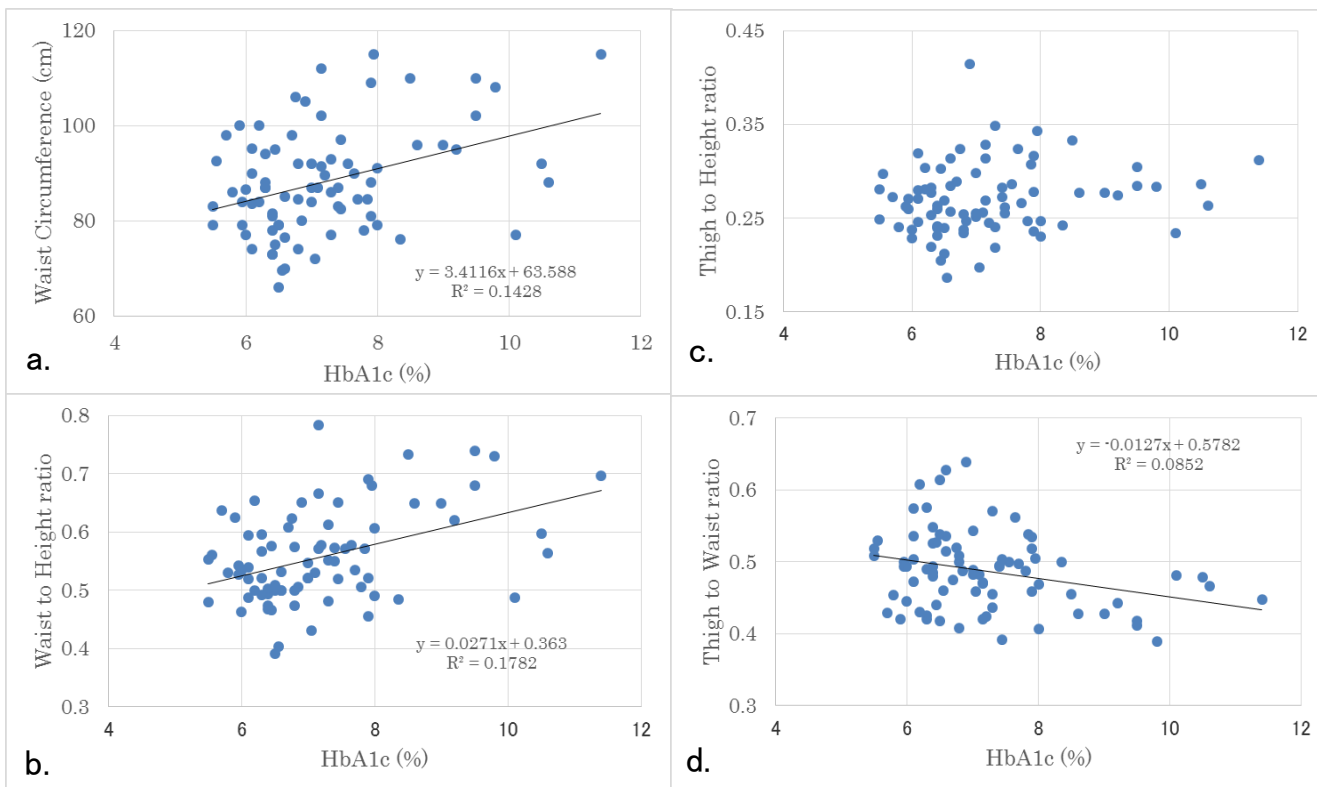 120
100
80
60
4
6
8
10
12
Waist Circumference (cm)
HbA1c (%)
y = 3.4116x + 63.588
R² = 0.1428
a.
0.8
0.7
0.6
0.5
0.4
0.3
4
6
8
10
12
Waist to Height ratio
HbA1c (%)
y = 0.0271x + 0.363
R² = 0.1782
b.
0.45
0.35
0.25
0.15
4
6
8
10
12
Thigh to Height ratio
HbA1c (%)
c.
0.7
0.6
0.5
0.4
0.3
4
6
8
10
12
Thigh to Waist ratio
HbA1c (%)
y = -0.0127x + 0.5782
R² = 0.0852
d.